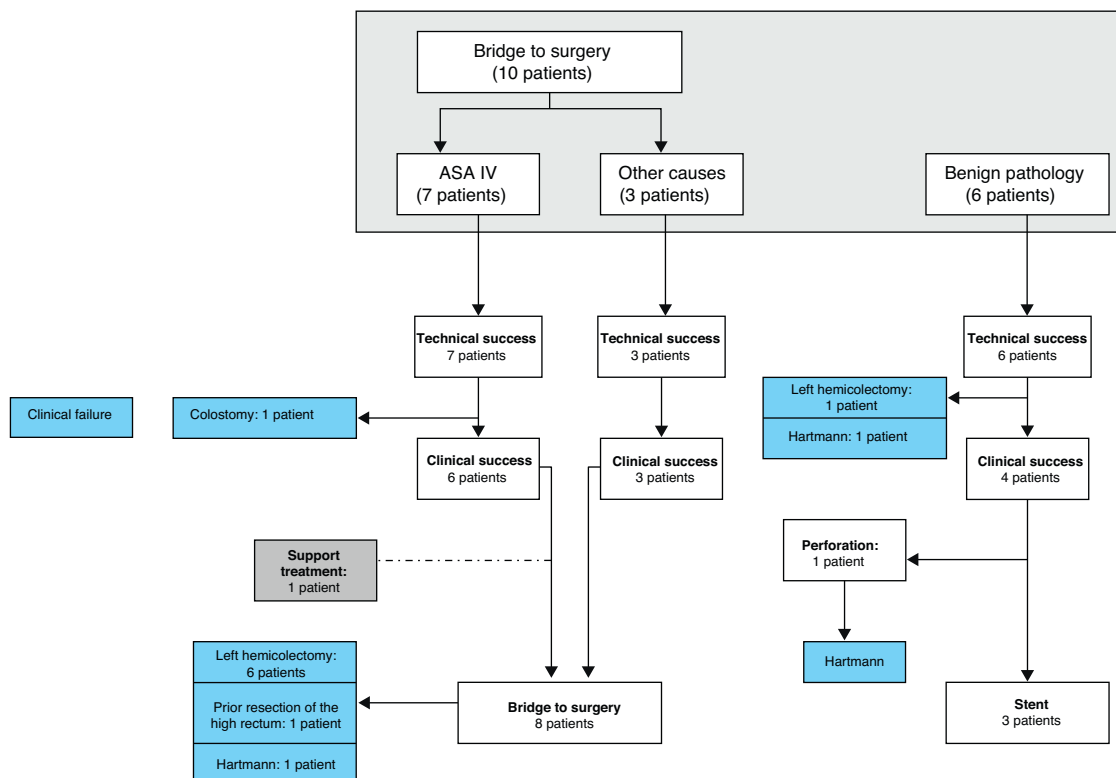 Bridge to surgery
(10 patients)
ASA IV
(7 patients)
Other causes
(3 patients)
Benign pathology
(6 patients)
Technical success
7 patients
Technical success
3 patients
Technical success
6 patients
Clinical failure
Colostomy: 1 patient
Left hemicolectomy:
1 patient
Hartmann: 1 patient
Clinical success
6 patients
Clinical success
3 patients
Clinical success
4 patients
Support
treatment:
1 patient
Perforation:
1 patient
Hartmann
Left hemicolectomy:
6 patients
Prior resection of the
high rectum: 1 patient
Hartmann: 1 patient
Bridge to surgery
8 patients
Stent
3 patients